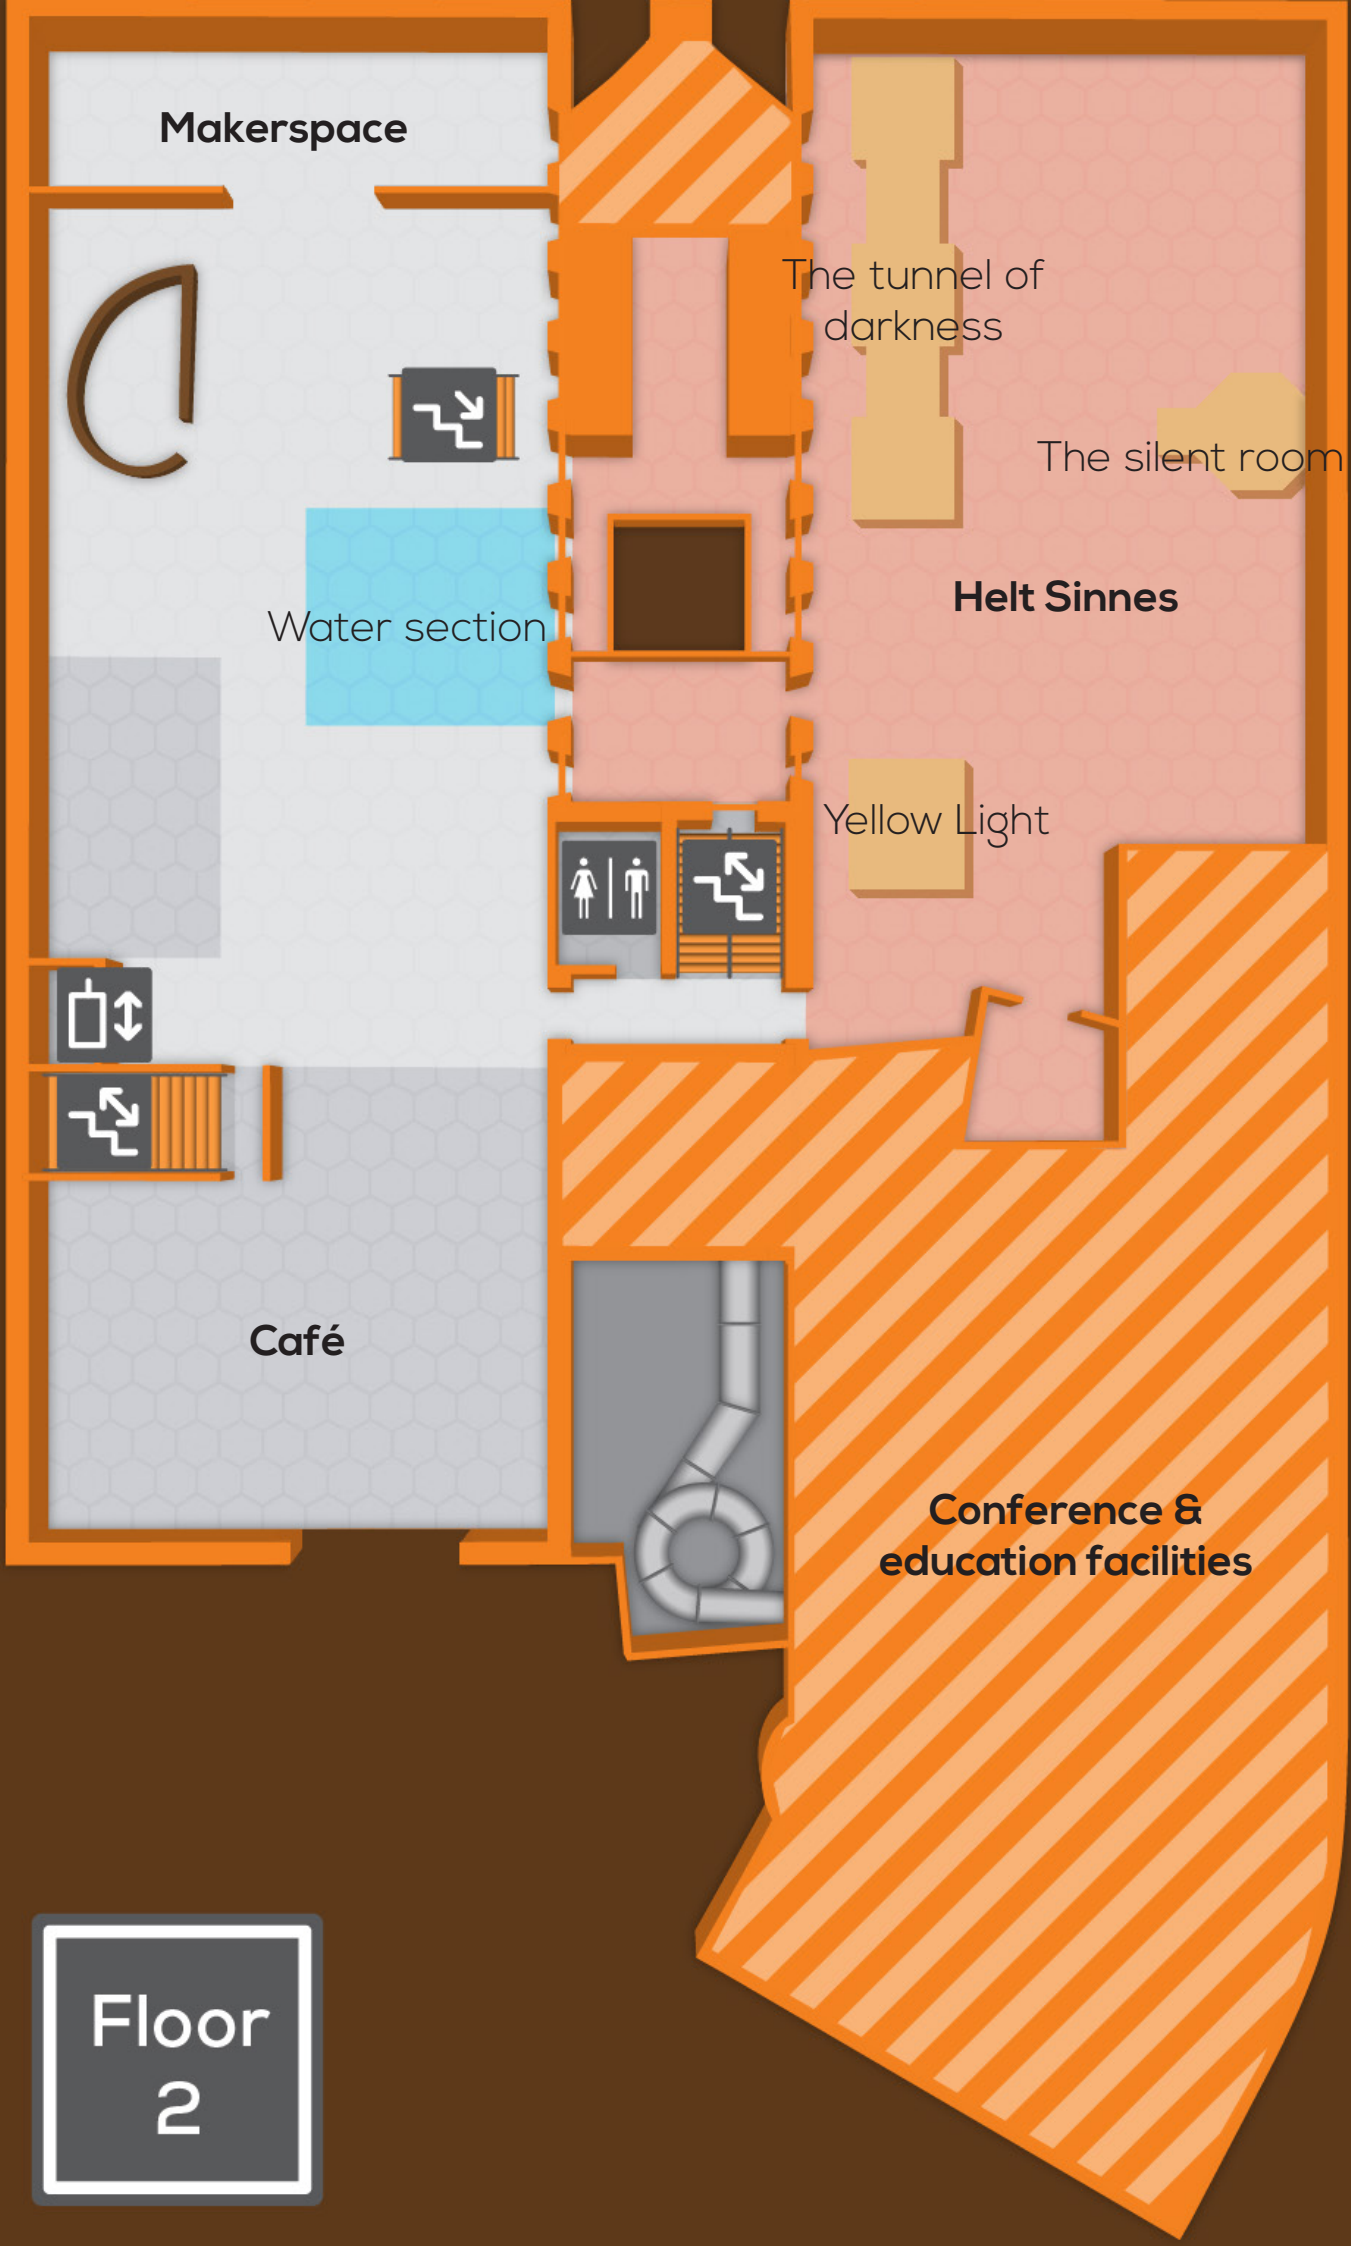 Makerspace
The tunnel of
darkness
The silent room
Helt Sinnes
Water section
Yellow Light
Café
Conference &
education facilities
Floor
2